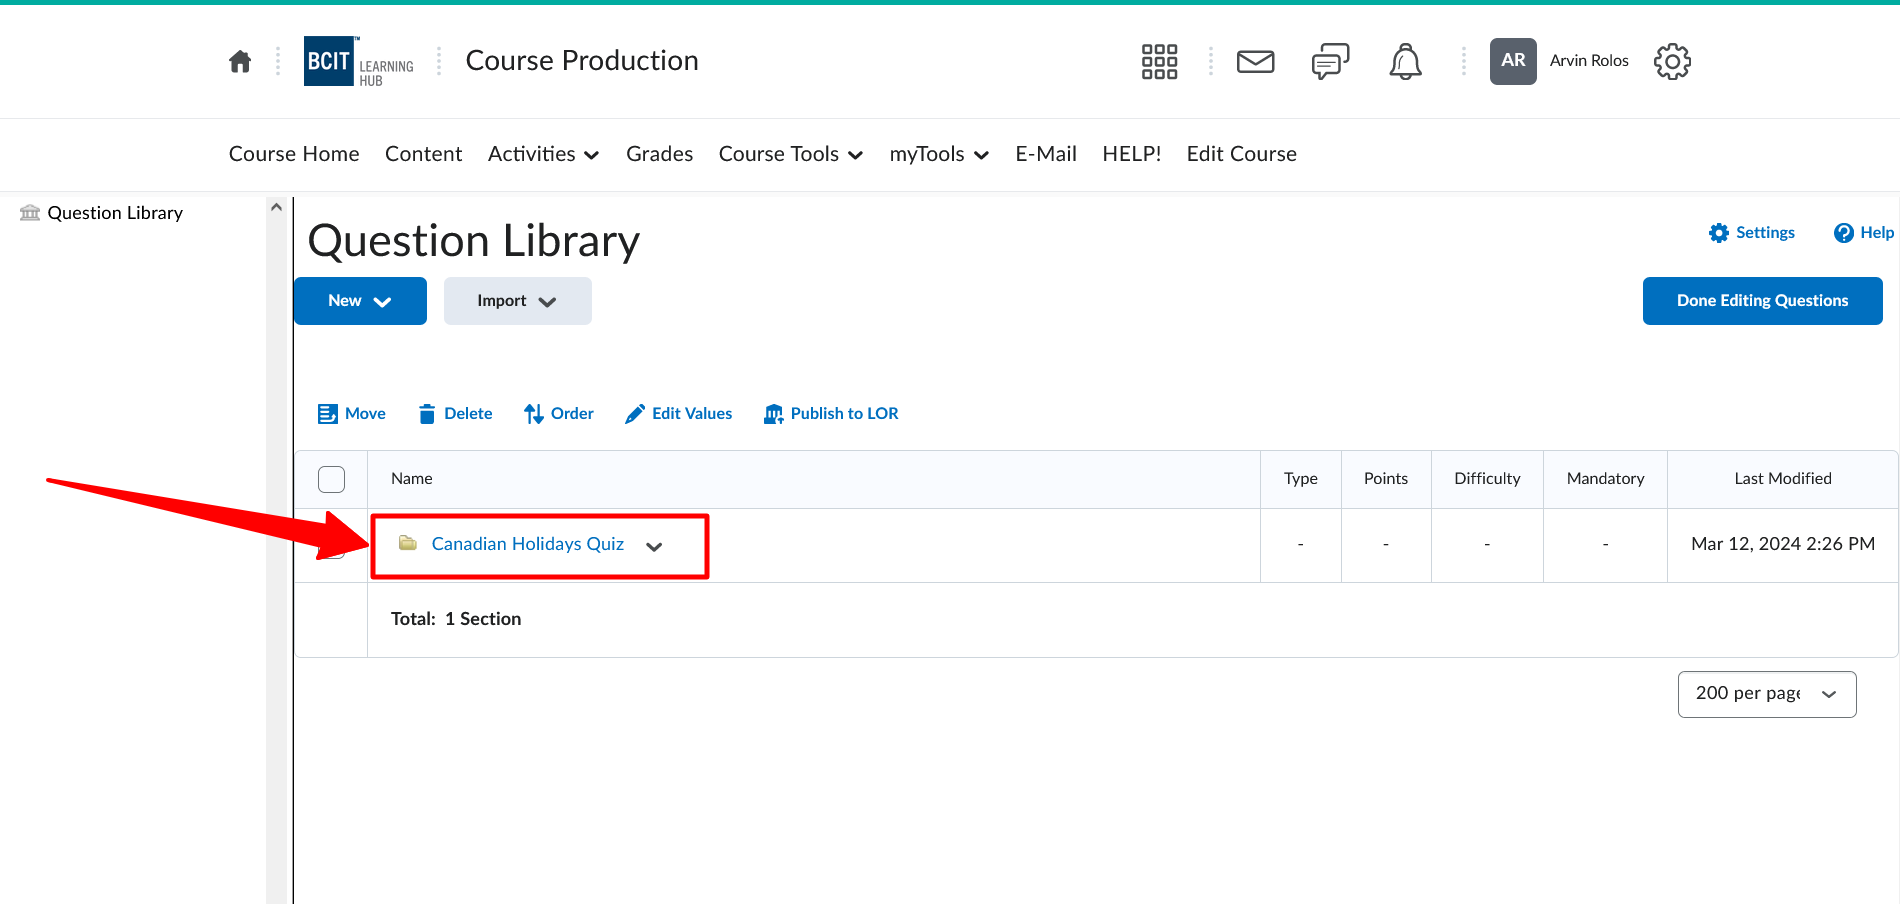 BCIT™ LEARNING HUB
Course Production
AR Arvin Rolos
Course Home Content Activities Grades Course Tools myTools E-Mail HELP! Edit Course
Question Library
Question Library
Settings Help
New Import Done Editing Questions
Move Delete Order Edit Values Publish to LOR
Name Type Points Difficulty Mandatory Last Modified
Canadian Holidays Quiz - - - - Mar 12, 2024 2:26 PM
Total: 1 Section
200 per page